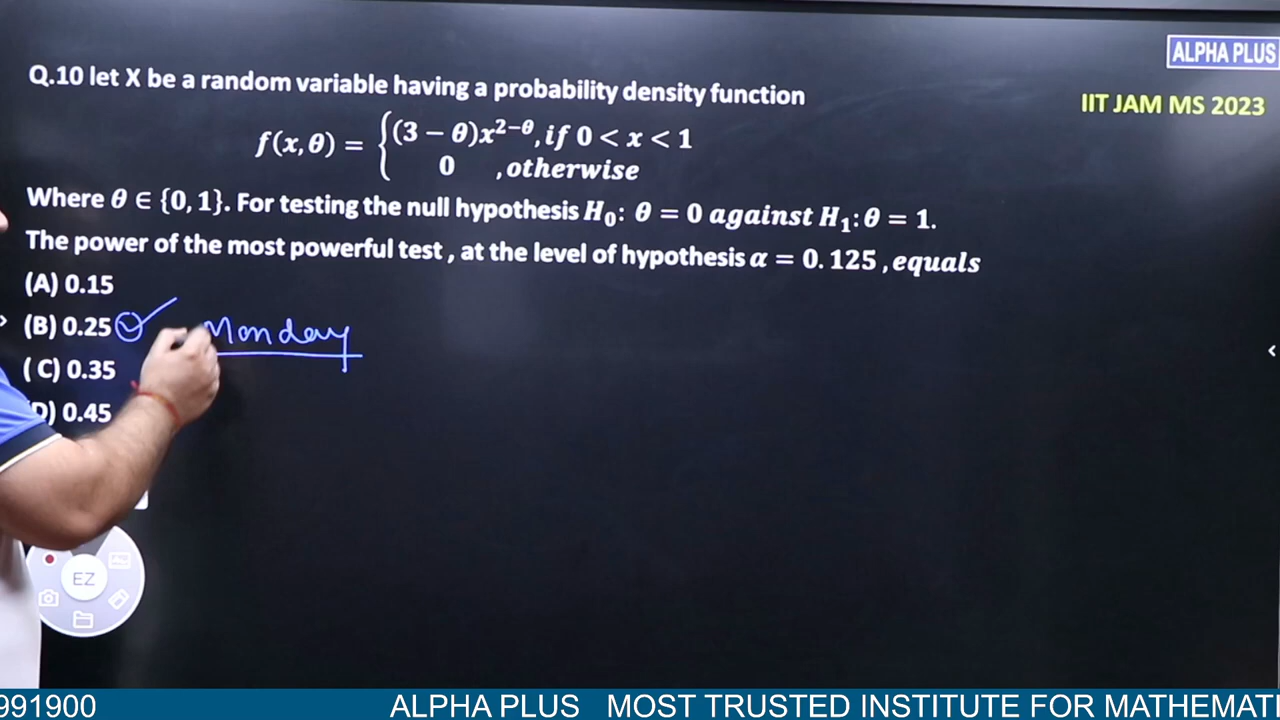 ALPHA PLUS
Q.10 let X be a random variable having a probability density function
IIT JAM MS 2023
f(x, θ) = { (3 − θ)x^{2−θ}, if 0 < x < 1
0 , otherwise
Where θ ∈ {0, 1}. For testing the null hypothesis H₀: θ = 0 against H₁: θ = 1.
The power of the most powerful test , at the level of hypothesis α = 0. 125 , equals
(A) 0.15
(B) 0.25 Monday
( C) 0.35
D) 0.45
EZ
991900 ALPHA PLUS MOST TRUSTED INSTITUTE FOR MATHEMATI